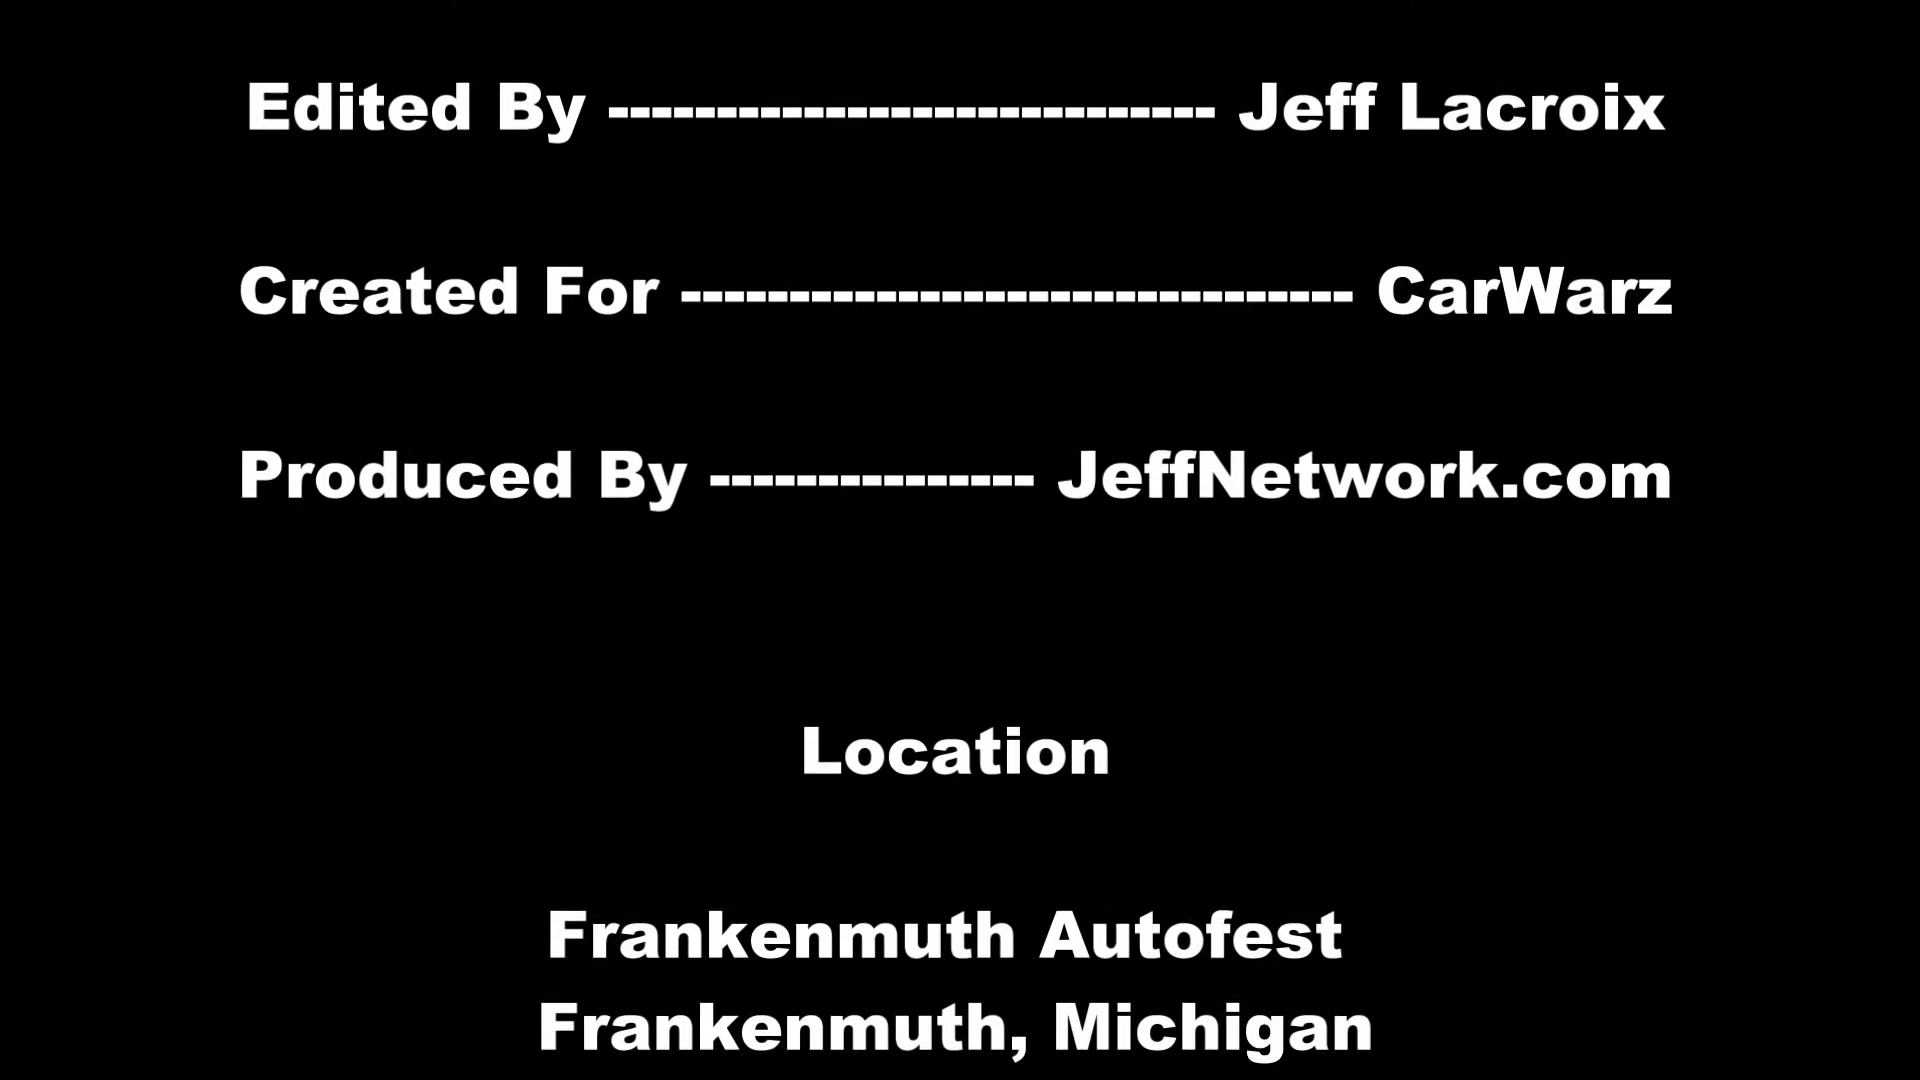 Edited By ---------------------------- Jeff Lacroix
Created For ------------------------------- CarWarz
Produced By --------------- JeffNetwork.com
Location
Frankenmuth Autofest
Frankenmuth, Michigan